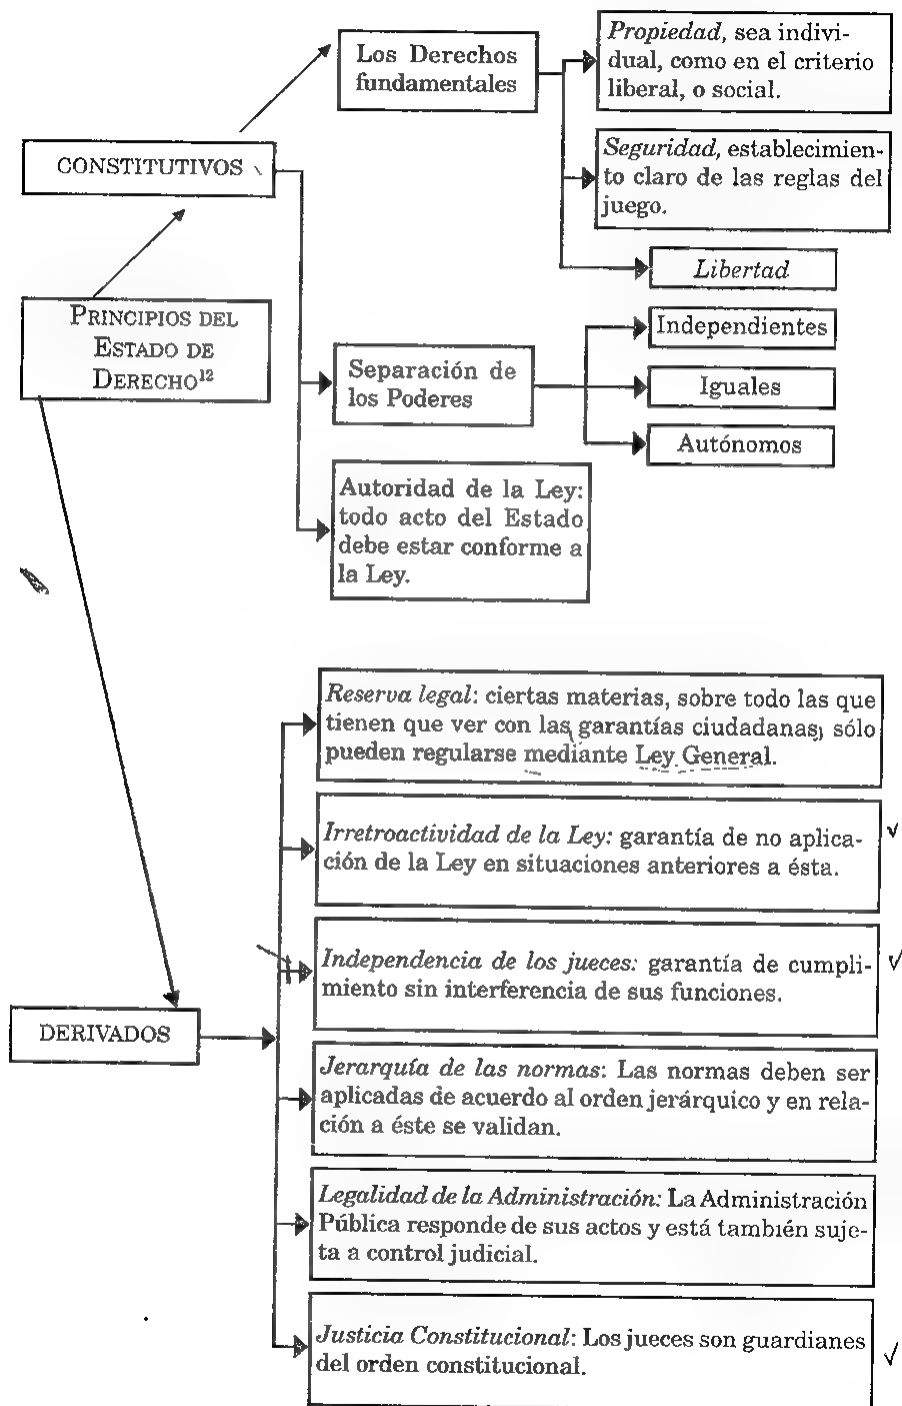 Los Derechos
fundamentales
Propiedad, sea indivi-
dual, como en el criterio
liberal, o social.
CONSTITUTIVOS
Seguridad, establecimien-
to claro de las reglas del
juego.
Libertad
PRINCIPIOS DEL
ESTADO DE
DERECHO¹²
Separación de
los Poderes
Independientes
Iguales
Autónomos
Autoridad de la Ley:
todo acto del Estado
debe estar conforme a
la Ley.
Reserva legal: ciertas materias, sobre todo las que
tienen que ver con las garantías ciudadanas, sólo
pueden regularse mediante Ley General.
Irretroactividad de la Ley: garantía de no aplica-
ción de la Ley en situaciones anteriores a ésta.
Independencia de los jueces: garantía de cumpli-
miento sin interferencia de sus funciones.
DERIVADOS
Jerarquía de las normas: Las normas deben ser
aplicadas de acuerdo al orden jerárquico y en rela-
ción a éste se validan.
Legalidad de la Administración: La Administración
Pública responde de sus actos y está también suje-
ta a control judicial.
Justicia Constitucional: Los jueces son guardianes
del orden constitucional.